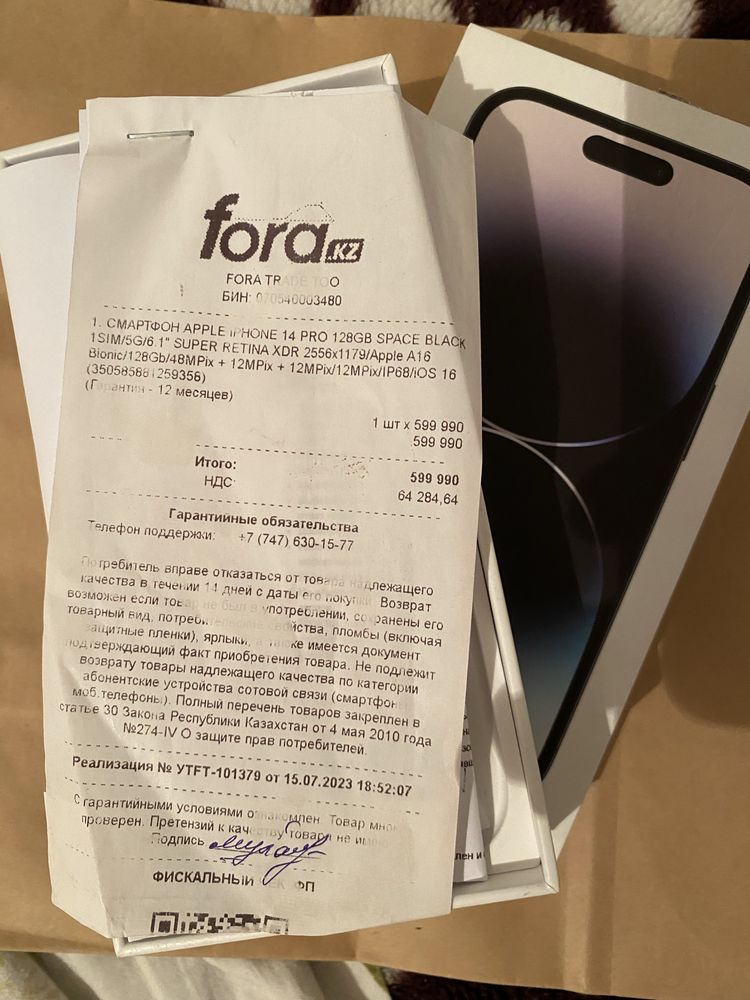 fora.kz
FORA TRADE TOO
БИН: 070540003480
1. СМАРТФОН APPLE IPHONE 14 PRO 128GB SPACE BLACK
1SIM/5G/6.1" SUPER RETINA XDR 2556x1179/Apple A16
Bionic/128Gb/48MPix + 12MPix + 12MPix/12MPix/IP68/iOS 16
(350585881259358)
(Гарантия - 12 месяцев)
1 шт x 599 990
599 990
Итого: 599 990
НДС: 64 284,64
Гарантийные обязательства
Телефон поддержки: +7 (747) 630-15-77
Потребитель вправе отказаться от товара надлежащего
качества в течении 14 дней с даты его покупки. Возврат
возможен если товар не был в употреблении, сохранены его
товарный вид, потребительские свойства, пломбы (включая
защитные пленки), ярлыки, а также имеется документ
подтверждающий факт приобретения товара. Не подлежит
возврату товары надлежащего качества по категории
абонентские устройства сотовой связи (смартфон
моб.телефоны). Полный перечень товаров закреплен в
статье 30 Закона Республики Казахстан от 4 мая 2010 года
№274-IV О защите прав потребителей.
Реализация № УТFT-101379 от 15.07.2023 18:52:07
С гарантийными условиями ознакомлен. Товар мно
проверен. Претензий к качеству товара не име
Подпись
ФИСКАЛЬНЫЙ ЧЕК ФП